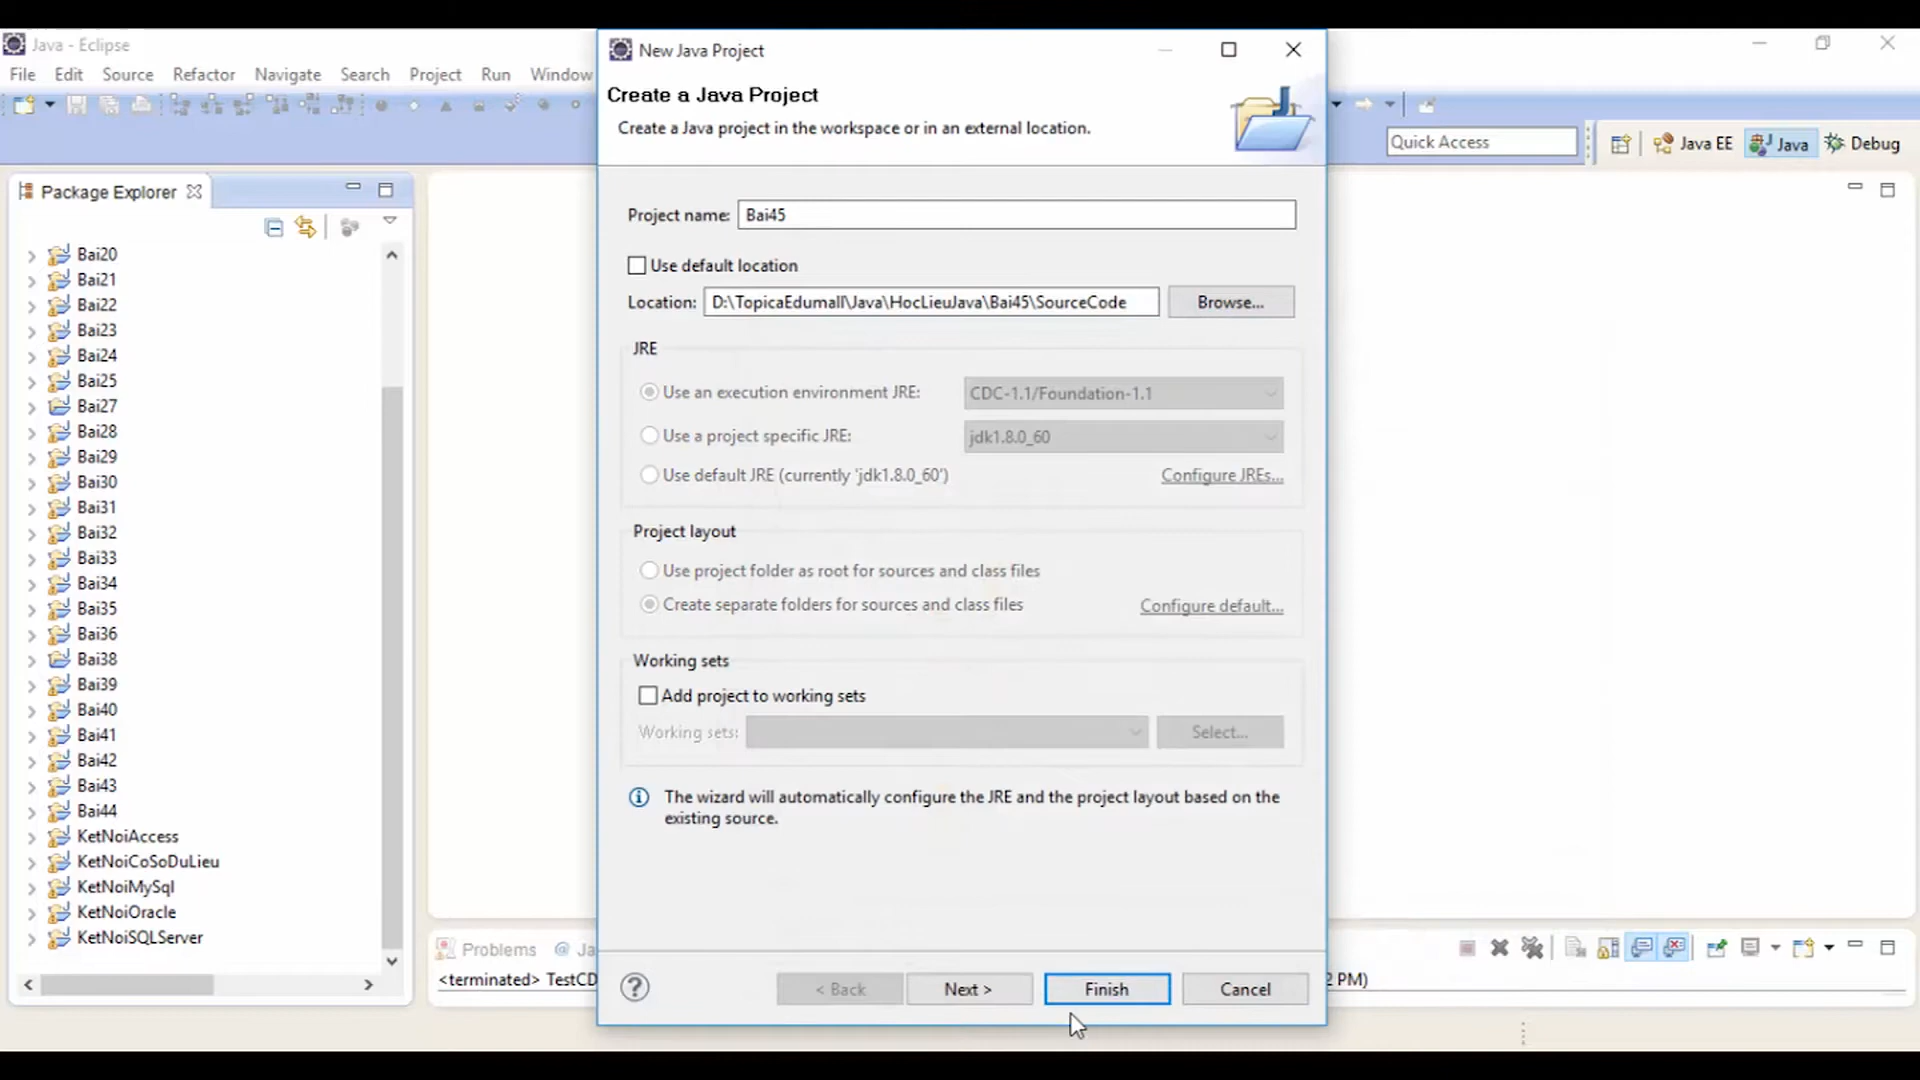 Java - Eclipse
File Edit Source Refactor Navigate Search Project Run Window
Quick Access
Java EE
Java
Debug
Package Explorer
Bai20
Bai21
Bai22
Bai23
Bai24
Bai25
Bai27
Bai28
Bai29
Bai30
Bai31
Bai32
Bai33
Bai34
Bai35
Bai36
Bai38
Bai39
Bai40
Bai41
Bai42
Bai43
Bai44
KetNoiAccess
KetNoiCoSoDuLieu
KetNoiMySql
KetNoiOracle
KetNoiSQLServer
New Java Project
Create a Java Project
Create a Java project in the workspace or in an external location.
Project name: Bai45
Use default location
Location: D:\TopicaEdumall\Java\HocLieuJava\Bai45\SourceCode Browse...
JRE
Use an execution environment JRE: CDC-1.1/Foundation-1.1
Use a project specific JRE: jdk1.8.0_60
Use default JRE (currently 'jdk1.8.0_60') Configure JREs...
Project layout
Use project folder as root for sources and class files
Create separate folders for sources and class files Configure default...
Working sets
Add project to working sets
Working sets: Select...
The wizard will automatically configure the JRE and the project layout based on the
existing source.
< Back Next > Finish Cancel
Problems @ Ja
<terminated> TestCD
2 PM)